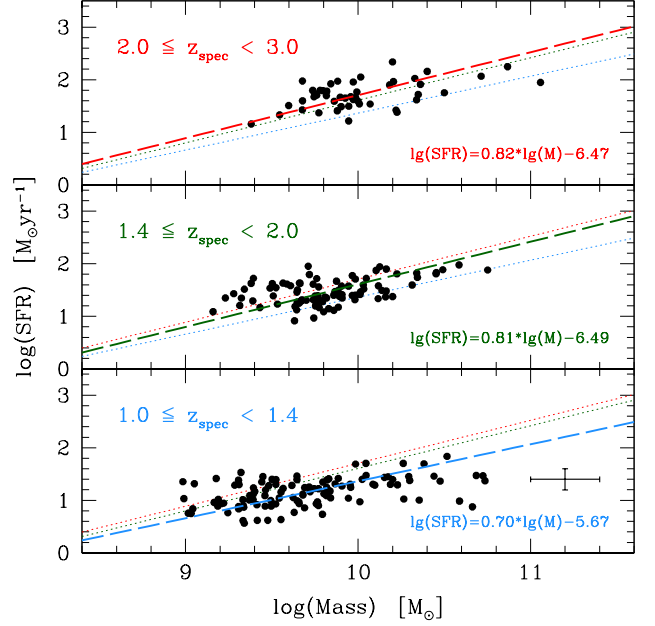 3
2.0 ≦ z_spec < 3.0
2
1
lg(SFR)=0.82*lg(M)−6.47
0
3
1.4 ≦ z_spec < 2.0
2
1
lg(SFR)=0.81*lg(M)−6.49
0
log(SFR) [M⊙yr⁻¹]
3
1.0 ≦ z_spec < 1.4
2
1
lg(SFR)=0.70*lg(M)−5.67
0
9 10 11
log(Mass) [M⊙]